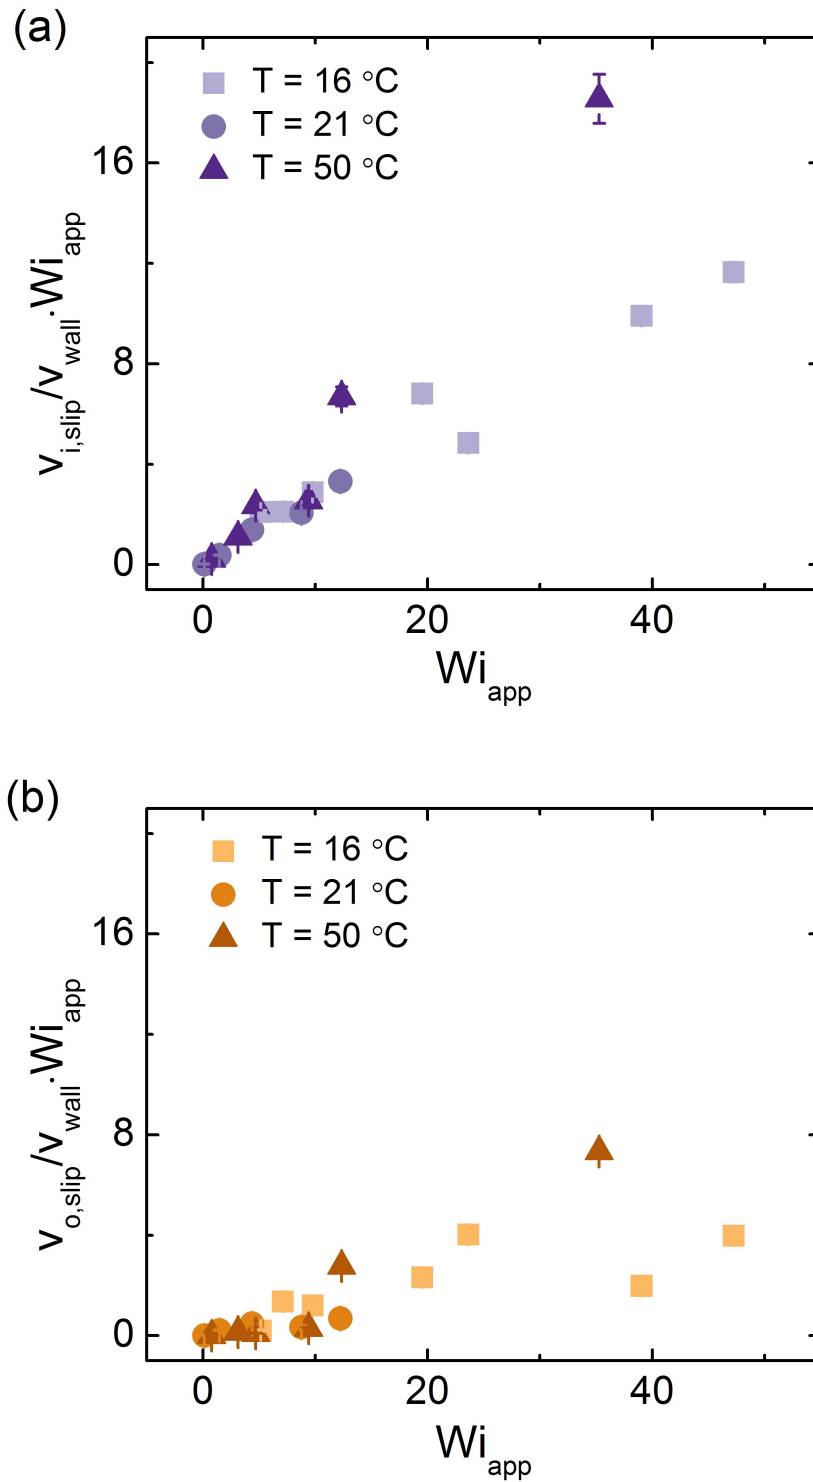 (a)
T = 16 °C
T = 21 °C
T = 50 °C
16
8
0
v_i,slip/v_wall·Wi_app
0 20 40
Wi_app
(b)
T = 16 °C
T = 21 °C
T = 50 °C
16
8
0
v_o,slip/v_wall·Wi_app
0 20 40
Wi_app